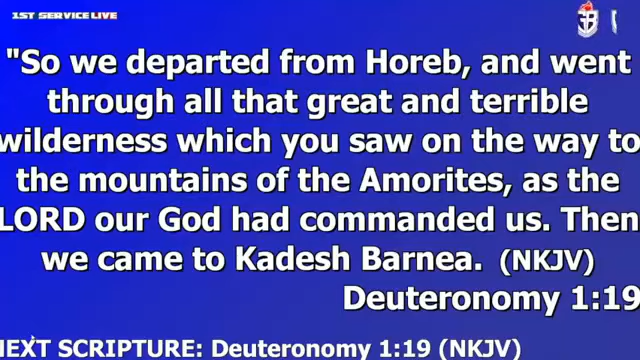 1ST SERVICE LIVE
"So we departed from Horeb, and went
through all that great and terrible
wilderness which you saw on the way to
the mountains of the Amorites, as the
LORD our God had commanded us. Then
we came to Kadesh Barnea. (NKJV)
Deuteronomy 1:19
NEXT SCRIPTURE: Deuteronomy 1:19 (NKJV)